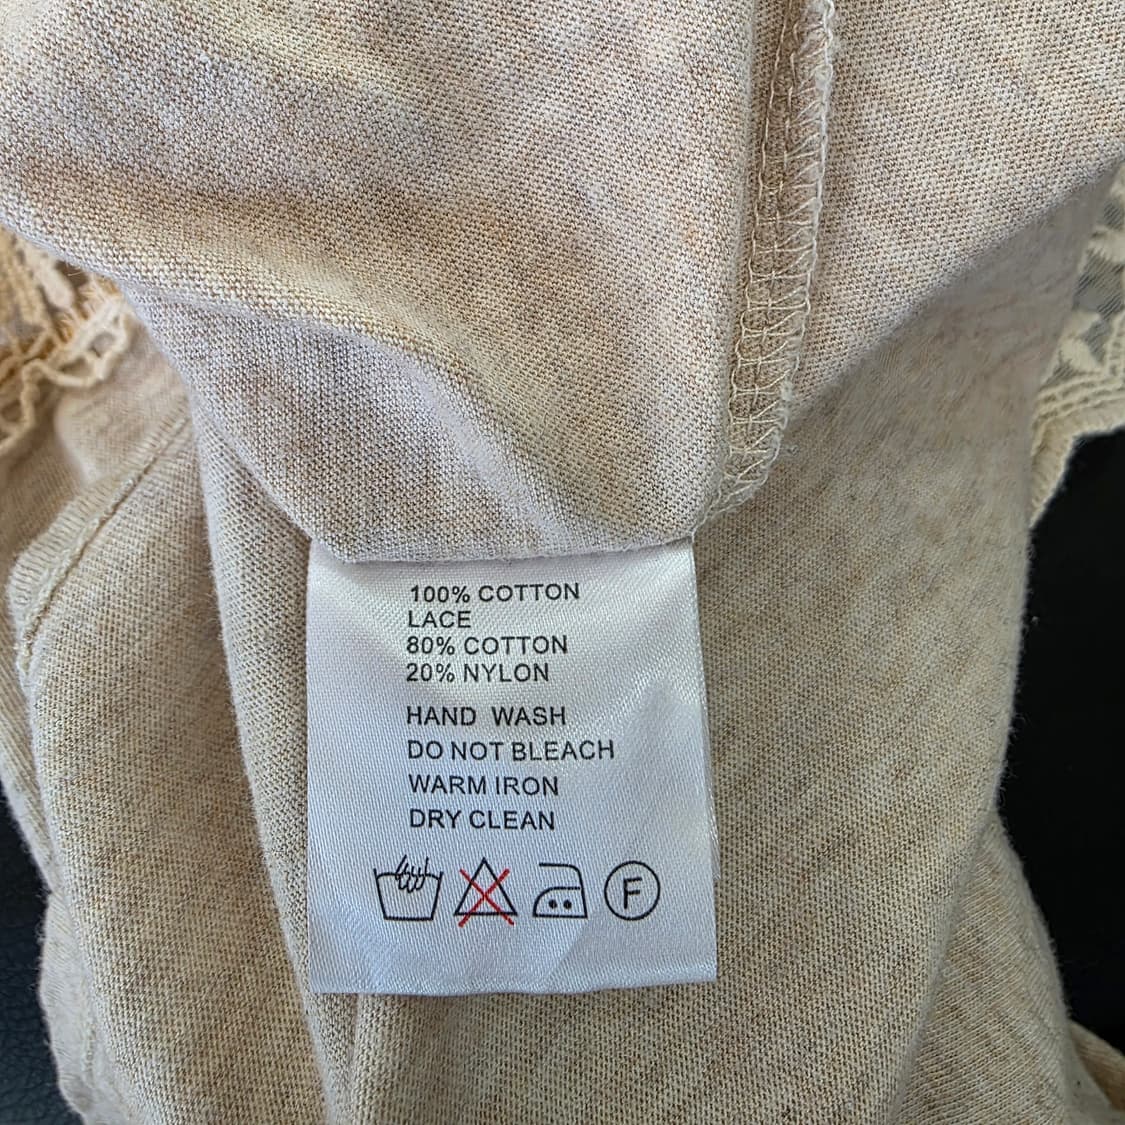 100% COTTON
LACE
80% COTTON
20% NYLON
HAND WASH
DO NOT BLEACH
WARM IRON
DRY CLEAN
F